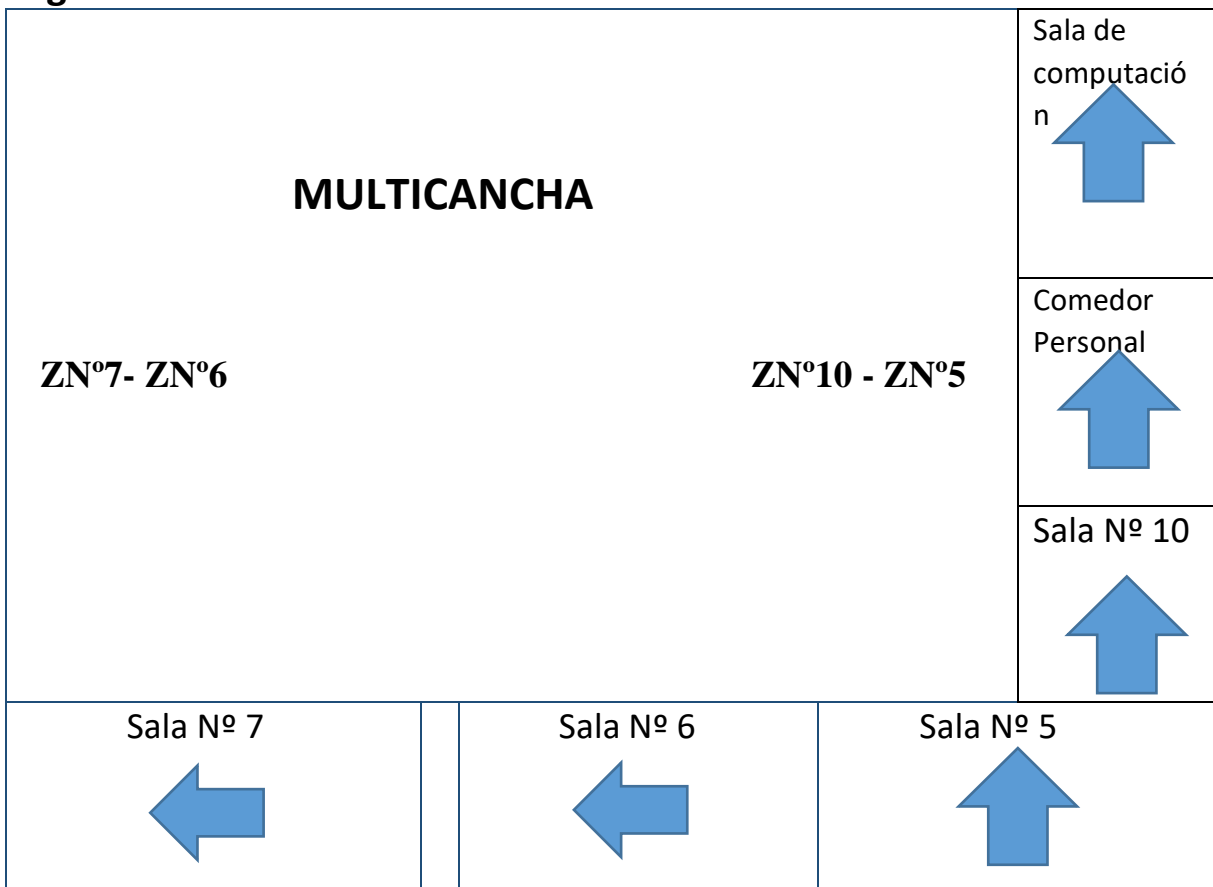 Sala de
computació
n
MULTICANCHA
Comedor
Personal
ZNº7- ZNº6
ZNº10 - ZNº5
Sala Nº 10
Sala Nº 7
Sala Nº 6
Sala Nº 5